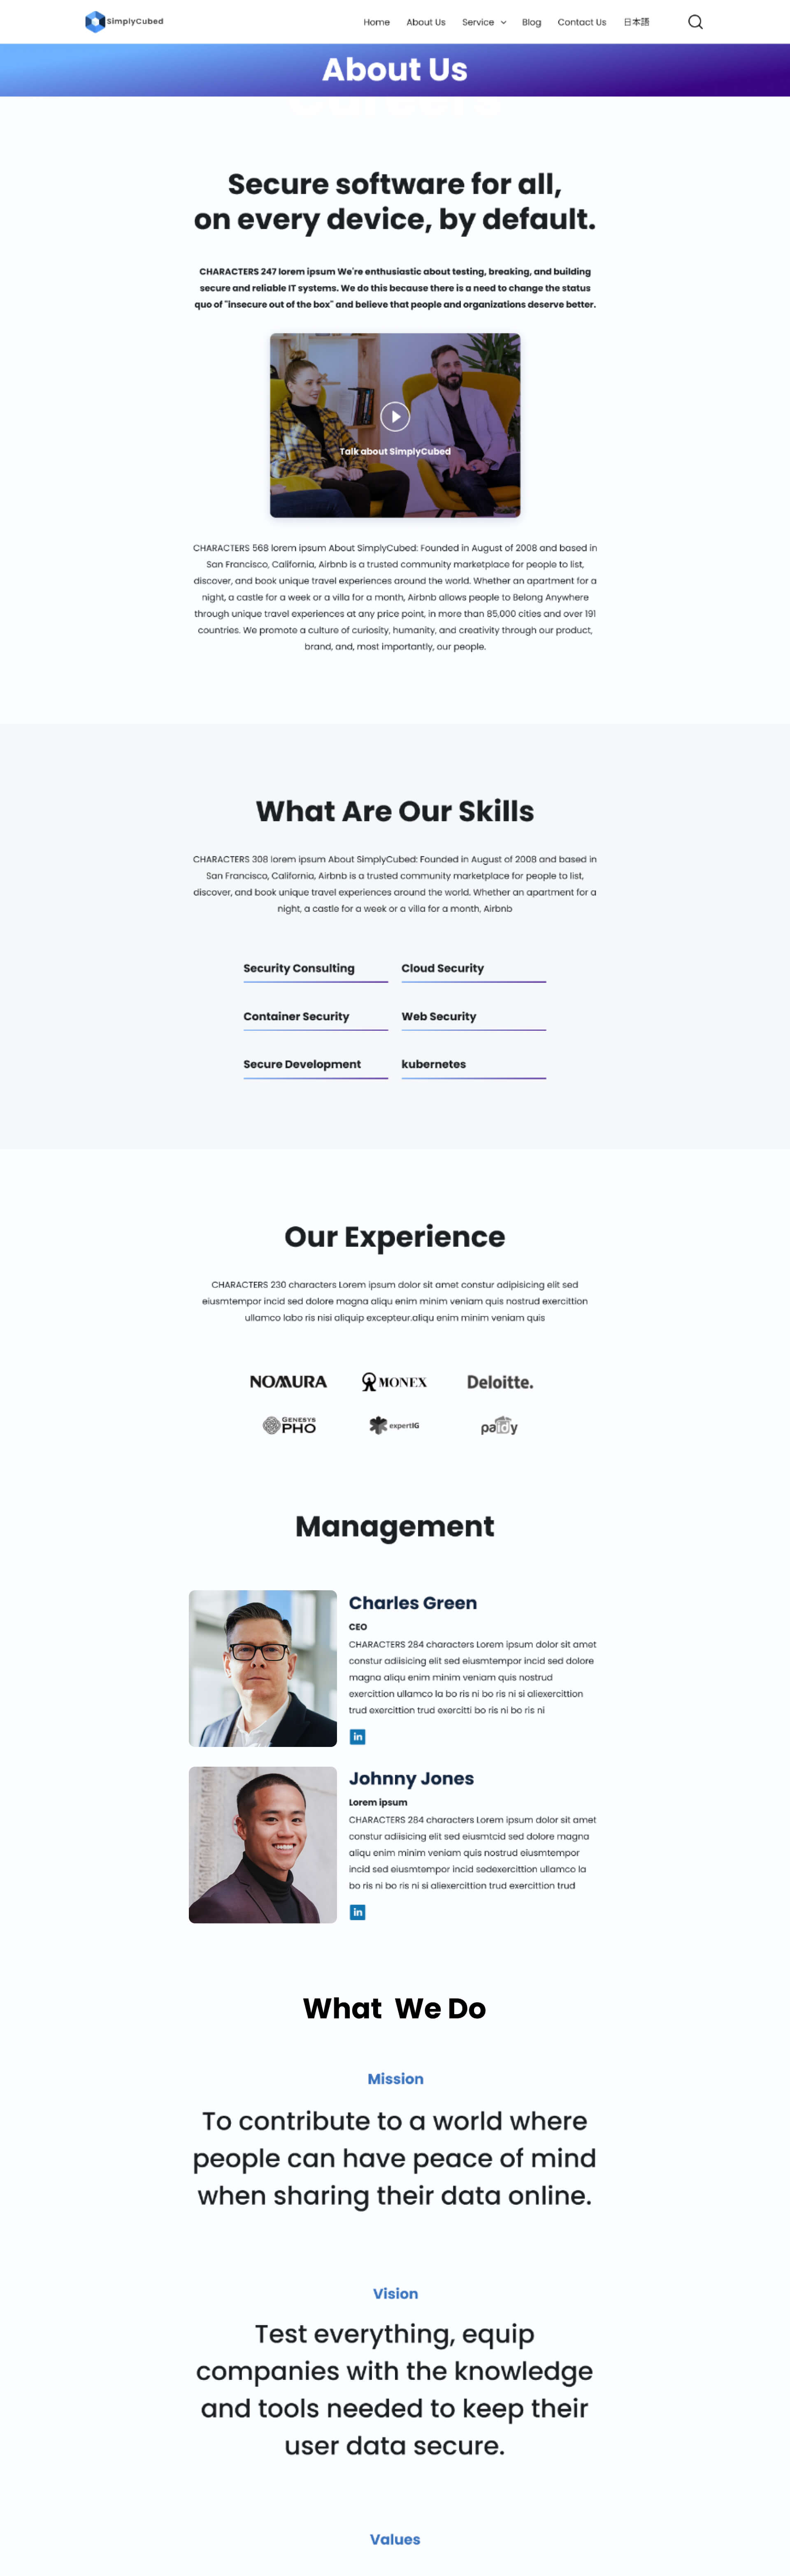 SimplyCubed
Home About Us Service Blog Contact Us 日本語
About Us
Secure software for all,
on every device, by default.
CHARACTERS 247 lorem ipsum We're enthusiastic about testing, breaking, and building
secure and reliable IT systems. We do this because there is a need to change the status
quo of "insecure out of the box" and believe that people and organizations deserve better.
Talk about SimplyCubed
CHARACTERS 568 lorem ipsum About SimplyCubed: Founded in August of 2008 and based in
San Francisco, California, Airbnb is a trusted community marketplace for people to list,
discover, and book unique travel experiences around the world. Whether an apartment for a
night, a castle for a week or a villa for a month, Airbnb allows people to Belong Anywhere
through unique travel experiences at any price point, in more than 85,000 cities and over 191
countries. We promote a culture of curiosity, humanity, and creativity through our product,
brand, and, most importantly, our people.
What Are Our Skills
CHARACTERS 308 lorem ipsum About SimplyCubed: Founded in August of 2008 and based in
San Francisco, California, Airbnb is a trusted community marketplace for people to list,
discover, and book unique travel experiences around the world. Whether an apartment for a
night, a castle for a week or a villa for a month, Airbnb
Security Consulting Cloud Security
Container Security Web Security
Secure Development kubernetes
Our Experience
CHARACTERS 230 characters Lorem ipsum dolor sit amet constur adipisicing elit sed
eiusmtempor incid sed dolore magna aliqu enim minim veniam quis nostrud exercittion
ullamco labo ris nisi aliquip excepteur.aliqu enim minim veniam quis
NOMURA MONEX Deloitte.
GENESYS PHO expertIG paidy
Management
Charles Green
CEO
CHARACTERS 284 characters Lorem ipsum dolor sit amet
constur adiisicing elit sed eiusmtempor incid sed dolore
magna aliqu enim minim veniam quis nostrud
exercittion ullamco la bo ris ni bo ris ni si aliexercittion
trud exercittion trud exercitti bo ris ni bo ris ni
in
Johnny Jones
Lorem ipsum
CHARACTERS 284 characters Lorem ipsum dolor sit amet
constur adiisicing elit sed eiusmtcid sed dolore magna
aliqu enim minim veniam quis nostrud eiusmtempor
incid sed eiusmtempor incid sedexercittion ullamco la
bo ris ni bo ris ni si aliexercittion trud exercittion trud
in
What We Do
Mission
To contribute to a world where
people can have peace of mind
when sharing their data online.
Vision
Test everything, equip
companies with the knowledge
and tools needed to keep their
user data secure.
Values